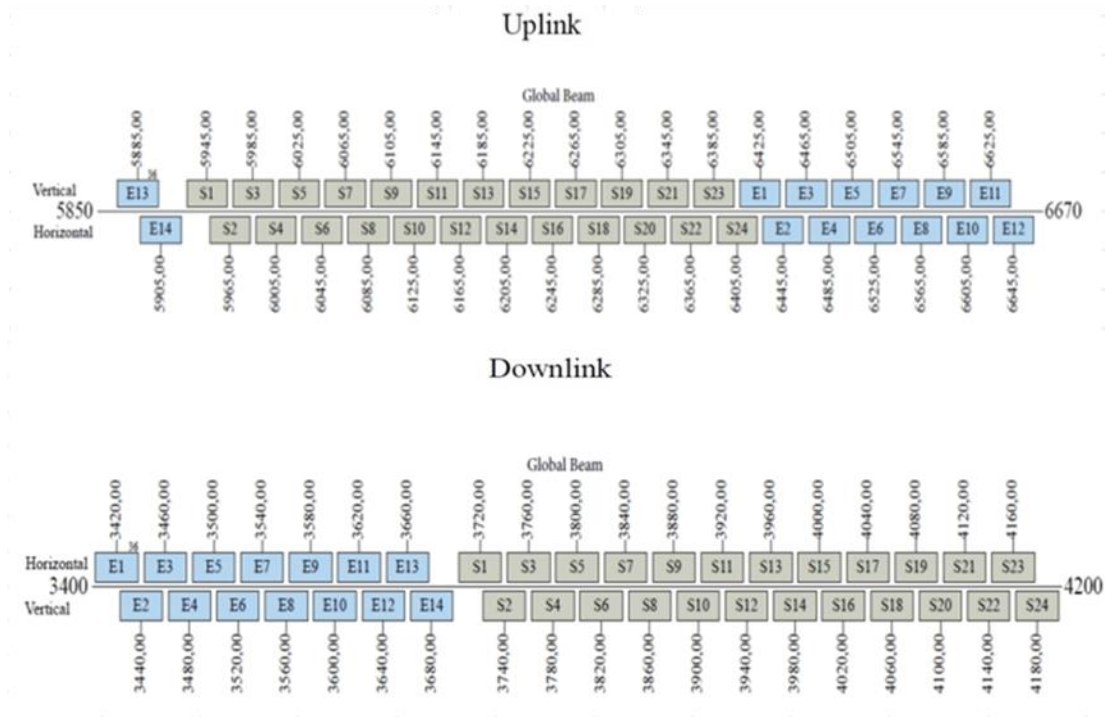 Uplink
Global Beam
5885,00 5945,00 5985,00 6025,00 6065,00 6105,00 6145,00 6185,00 6225,00 6265,00 6305,00 6345,00 6385,00 6425,00 6465,00 6505,00 6545,00 6585,00 6625,00
36
Vertical E13 S1 S3 S5 S7 S9 S11 S13 S15 S17 S19 S21 S23 E1 E3 E5 E7 E9 E11
5850 6670
Horizontal E14 S2 S4 S6 S8 S10 S12 S14 S16 S18 S20 S22 S24 E2 E4 E6 E8 E10 E12
5905,00 5965,00 6005,00 6045,00 6085,00 6125,00 6165,00 6205,00 6245,00 6285,00 6325,00 6365,00 6405,00 6445,00 6485,00 6525,00 6565,00 6605,00 6645,00
Downlink
Global Beam
3420,00 3460,00 3500,00 3540,00 3580,00 3620,00 3660,00 3720,00 3760,00 3800,00 3840,00 3880,00 3920,00 3960,00 4000,00 4040,00 4080,00 4120,00 4160,00
36
Horizontal E1 E3 E5 E7 E9 E11 E13 S1 S3 S5 S7 S9 S11 S13 S15 S17 S19 S21 S23
3400 4200
Vertical E2 E4 E6 E8 E10 E12 E14 S2 S4 S6 S8 S10 S12 S14 S16 S18 S20 S22 S24
3440,00 3480,00 3520,00 3560,00 3600,00 3640,00 3680,00 3740,00 3780,00 3820,00 3860,00 3900,00 3940,00 3980,00 4020,00 4060,00 4100,00 4140,00 4180,00